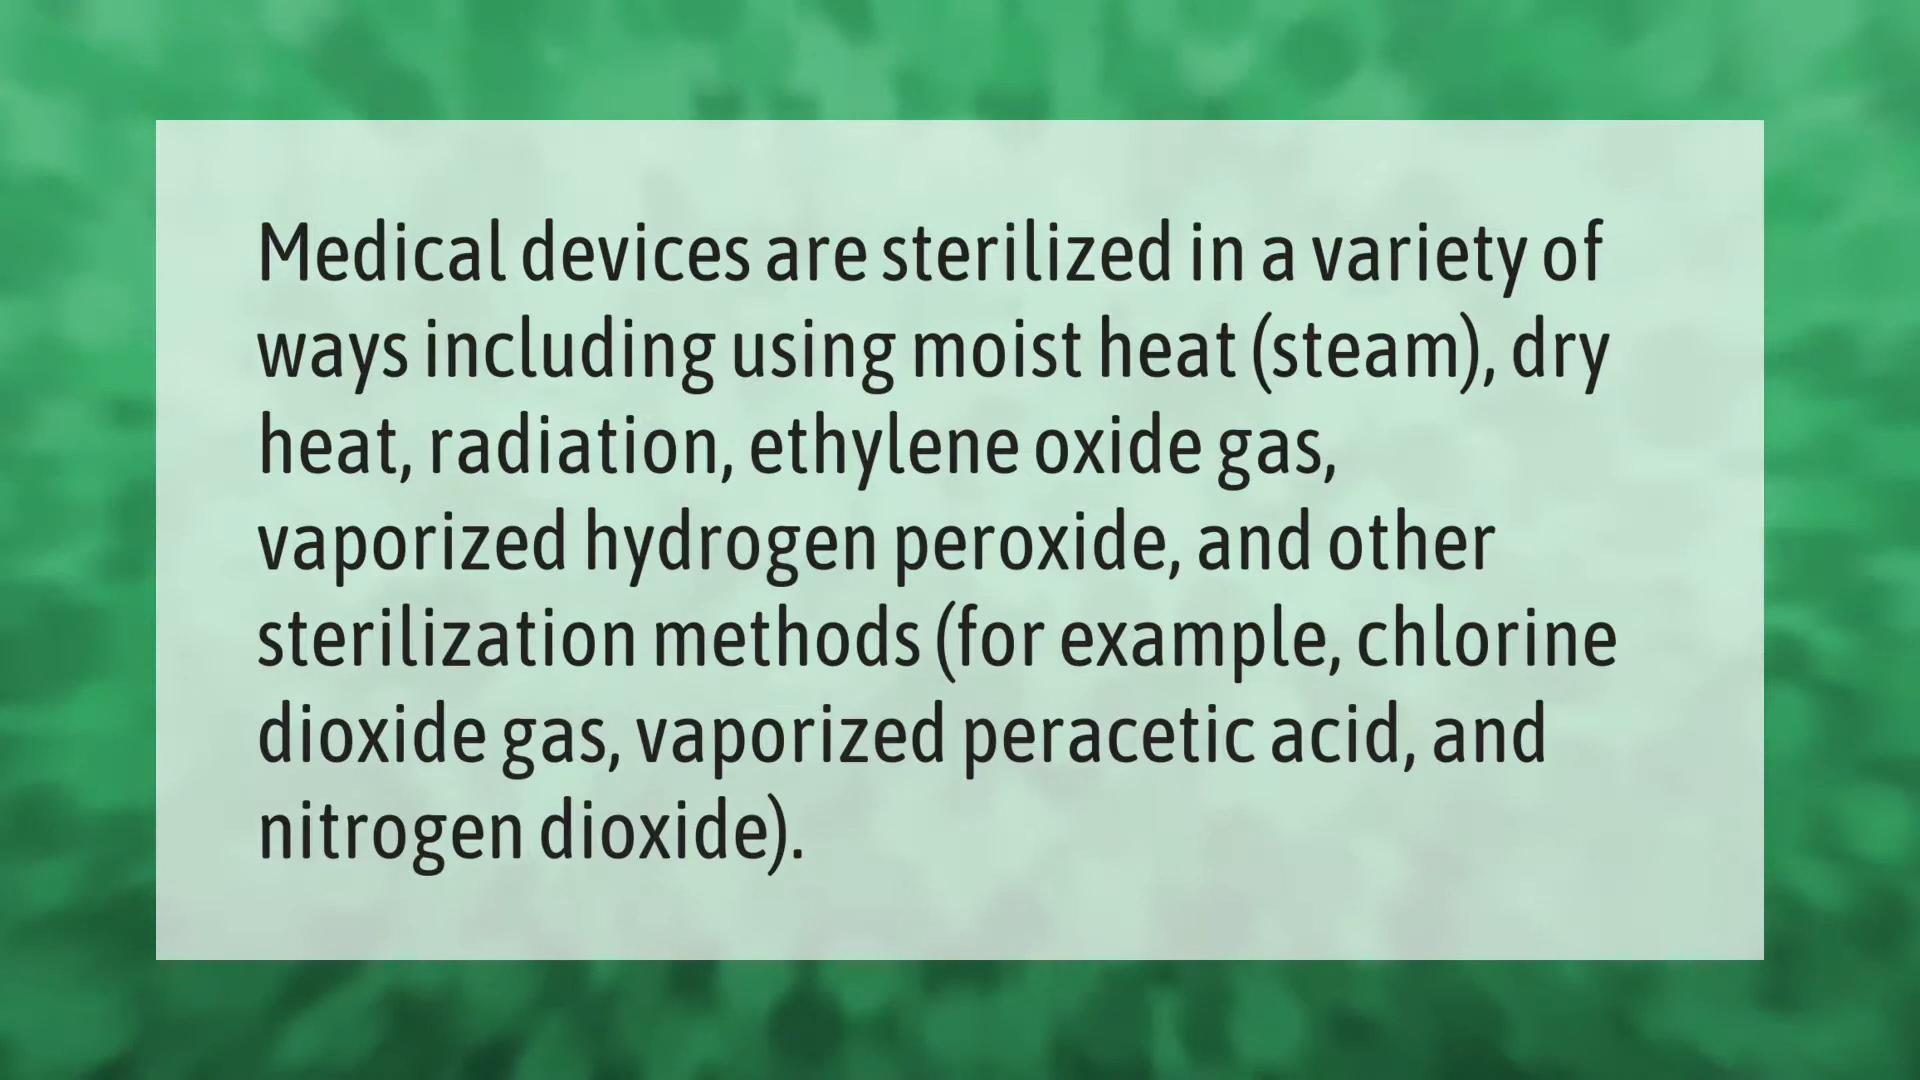 Medical devices are sterilized in a variety of
ways including using moist heat (steam), dry
heat, radiation, ethylene oxide gas,
vaporized hydrogen peroxide, and other
sterilization methods (for example, chlorine
dioxide gas, vaporized peracetic acid, and
nitrogen dioxide).